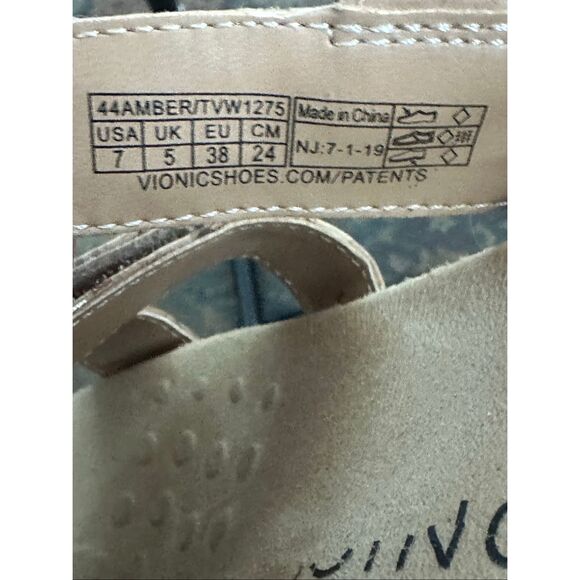 44AMBER/TVW1275
USA UK EU CM
7 5 38 24
Made in China
NJ:7-1-19
VIONICSHOES.COM/PATENTS